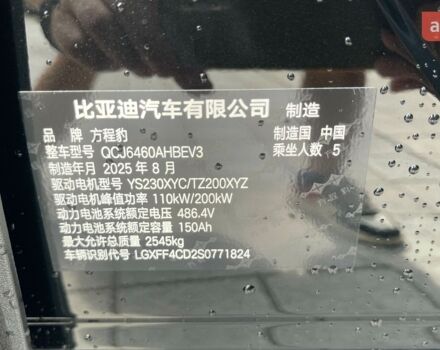 比亚迪汽车有限公司 制造
品 牌 方程豹 制造国 中国
整车型号 QCJ6460AHBEV3 乘坐人数 5
制造年月 2025 年 8 月
驱动电机型号 YS230XYC/TZ200XYZ
驱动电机峰值功率 110kW/200kW
动力电池系统额定电压 486.4V
动力电池系统额定容量 150Ah
最大允许总质量 2545kg
车辆识别代号 LGXFF4CD2S0771824